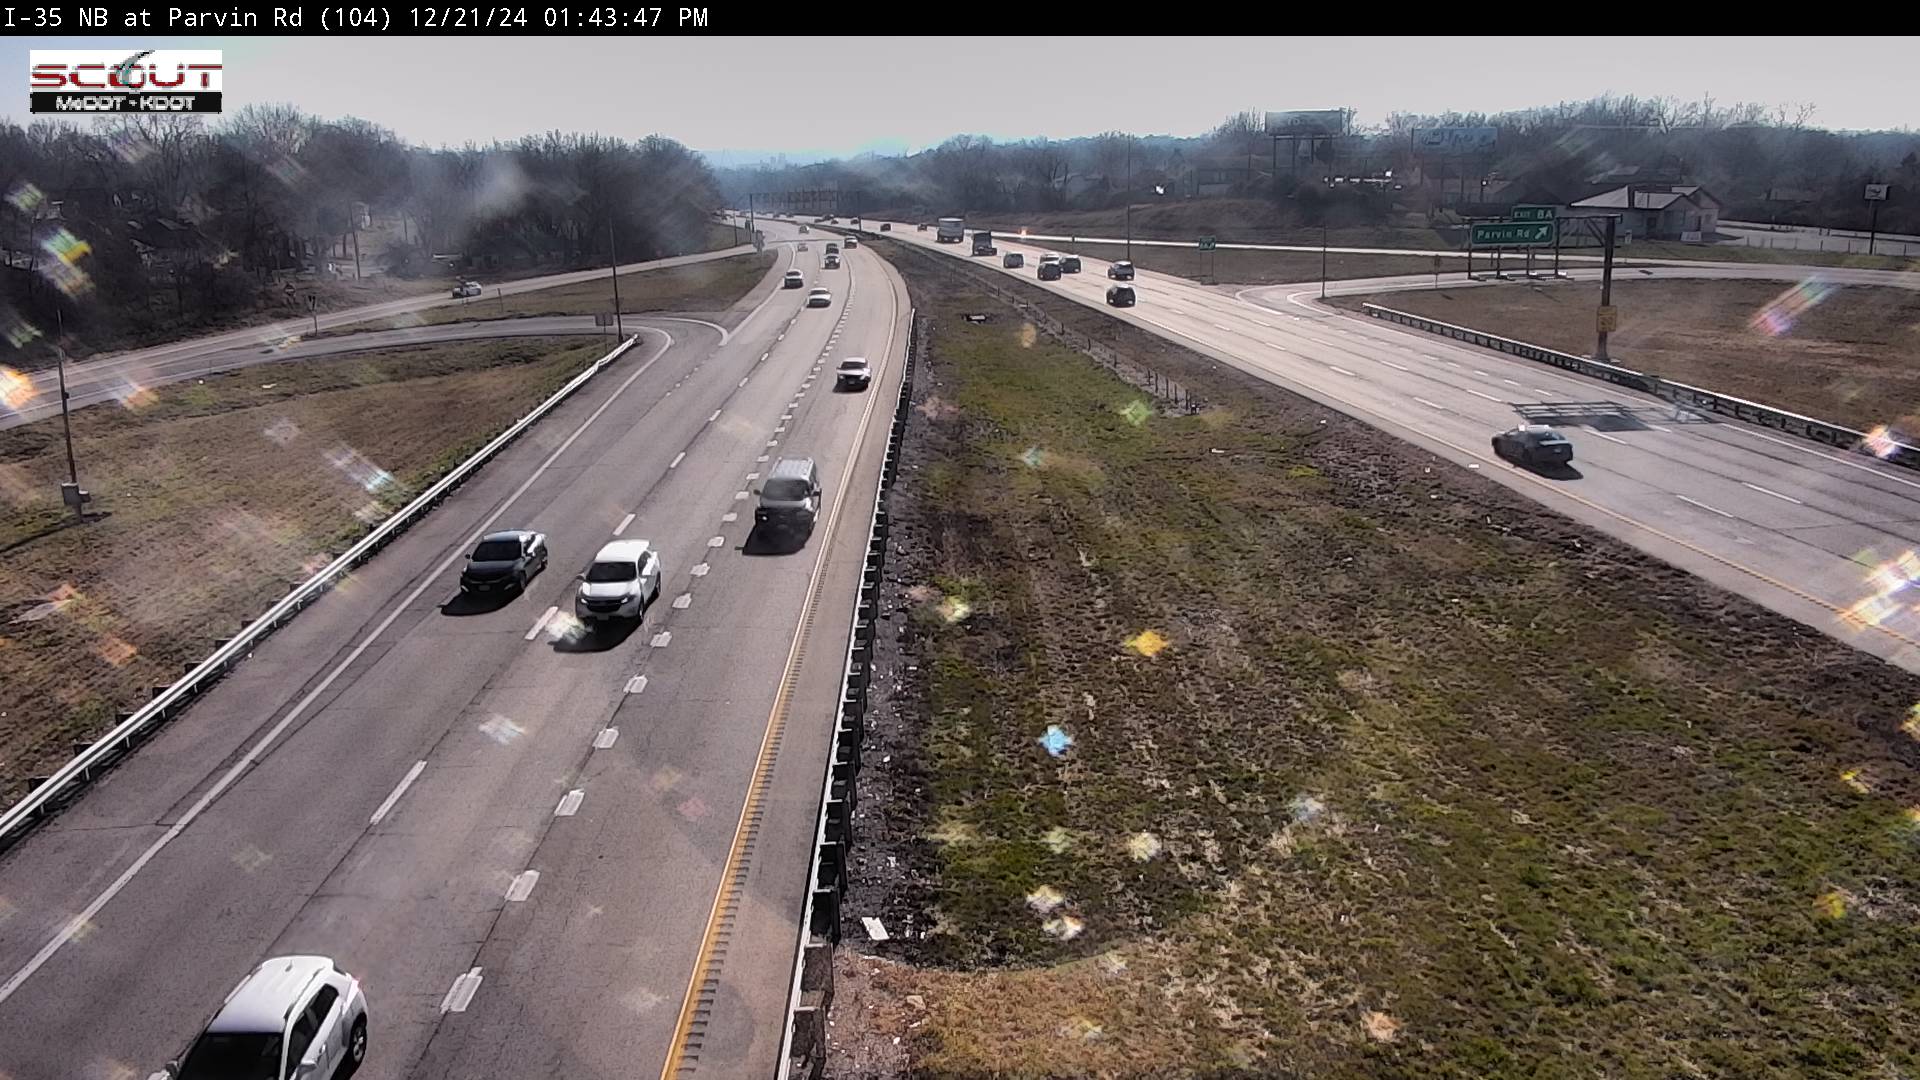 I-35 NB at Parvin Rd (104) 12/21/24 01:43:47 PM
SCOUT
MoDOT - KDOT
EXIT 8A
Parvin Rd